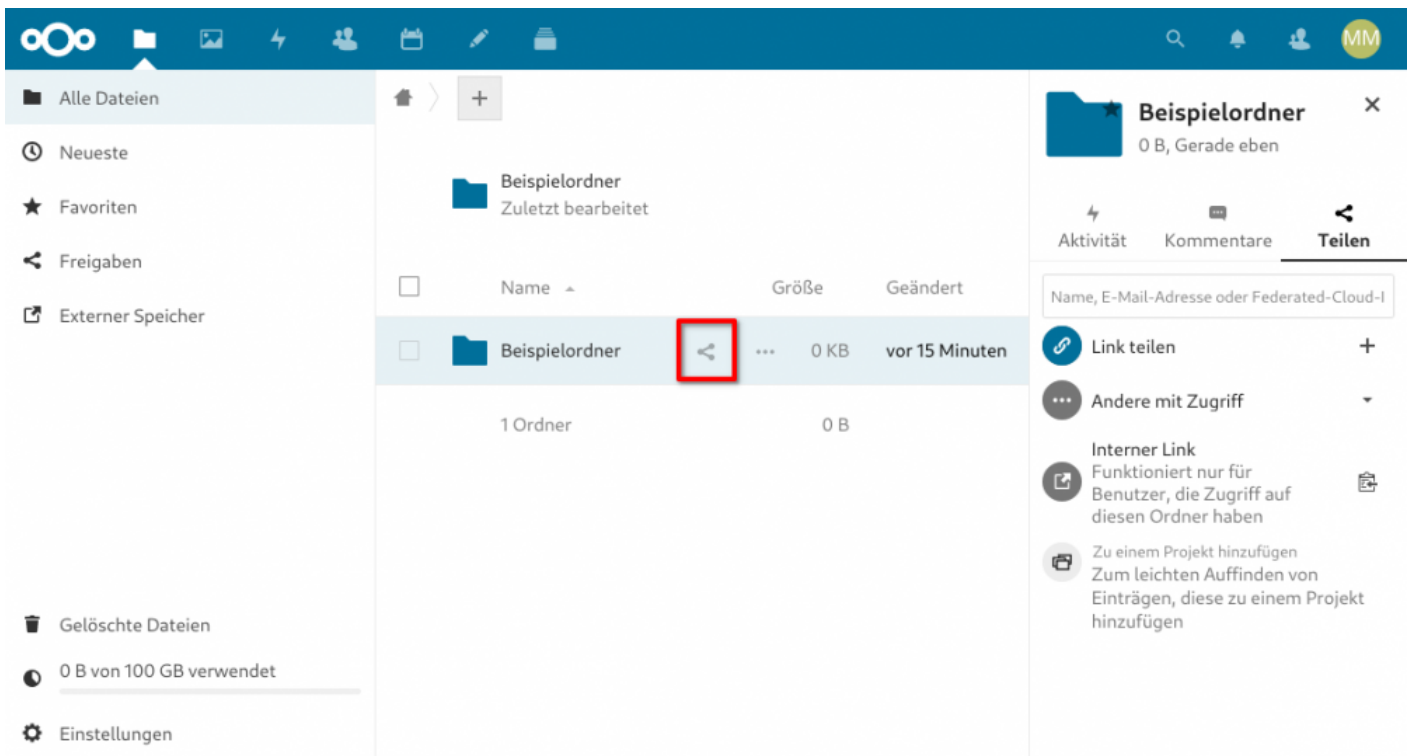 MM
Alle Dateien
Neueste
Favoriten
Freigaben
Externer Speicher
Gelöschte Dateien
0 B von 100 GB verwendet
Einstellungen
Beispielordner
Zuletzt bearbeitet
Name Größe Geändert
Beispielordner 0 KB vor 15 Minuten
1 Ordner 0 B
Beispielordner
0 B, Gerade eben
Aktivität Kommentare Teilen
Name, E-Mail-Adresse oder Federated-Cloud-I
Link teilen
Andere mit Zugriff
Interner Link
Funktioniert nur für
Benutzer, die Zugriff auf
diesen Ordner haben
Zu einem Projekt hinzufügen
Zum leichten Auffinden von
Einträgen, diese zu einem Projekt
hinzufügen